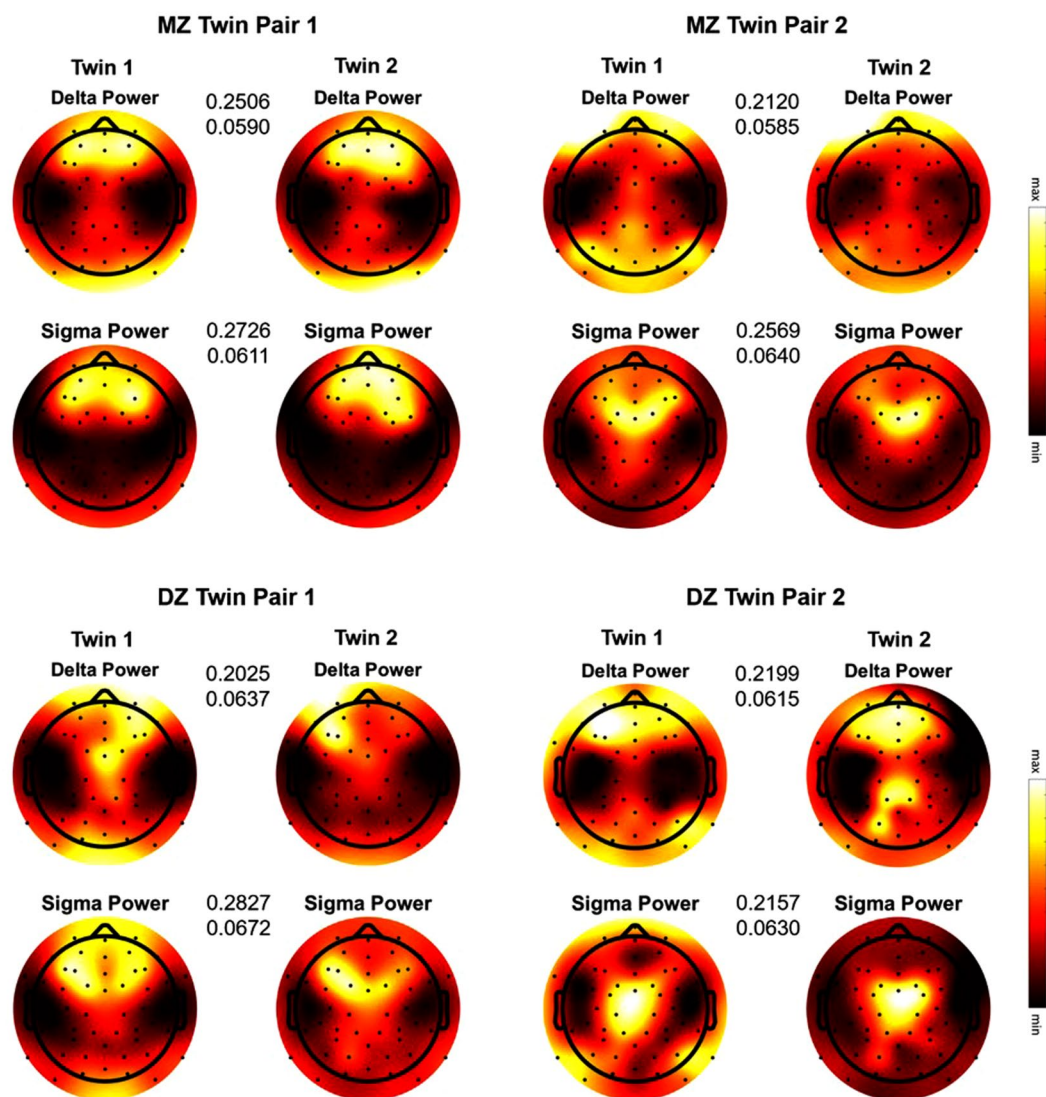 MZ Twin Pair 1
MZ Twin Pair 2
Twin 1
Twin 2
Twin 1
Twin 2
Delta Power
0.2506
0.0590
Delta Power
Delta Power
0.2120
0.0585
Delta Power
max
min
Sigma Power
0.2726
0.0611
Sigma Power
Sigma Power
0.2569
0.0640
Sigma Power
DZ Twin Pair 1
DZ Twin Pair 2
Twin 1
Twin 2
Twin 1
Twin 2
Delta Power
0.2025
0.0637
Delta Power
Delta Power
0.2199
0.0615
Delta Power
max
min
Sigma Power
0.2827
0.0672
Sigma Power
Sigma Power
0.2157
0.0630
Sigma Power